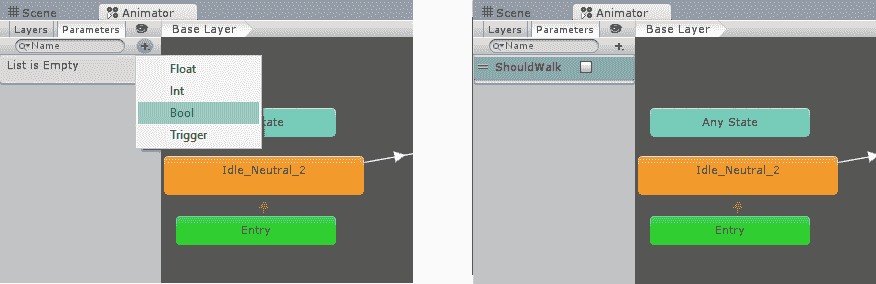 Scene Animator
Layers Parameters
Base Layer
Name
List is Empty
Float
Int
Bool
Trigger
State
Idle_Neutral_2
Entry
Scene Animator
Layers Parameters
Base Layer
Name
ShouldWalk
Any State
Idle_Neutral_2
Entry